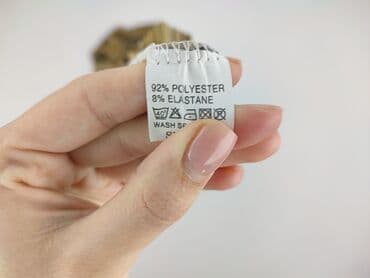 92% POLYESTER
8% ELASTANE
WASH